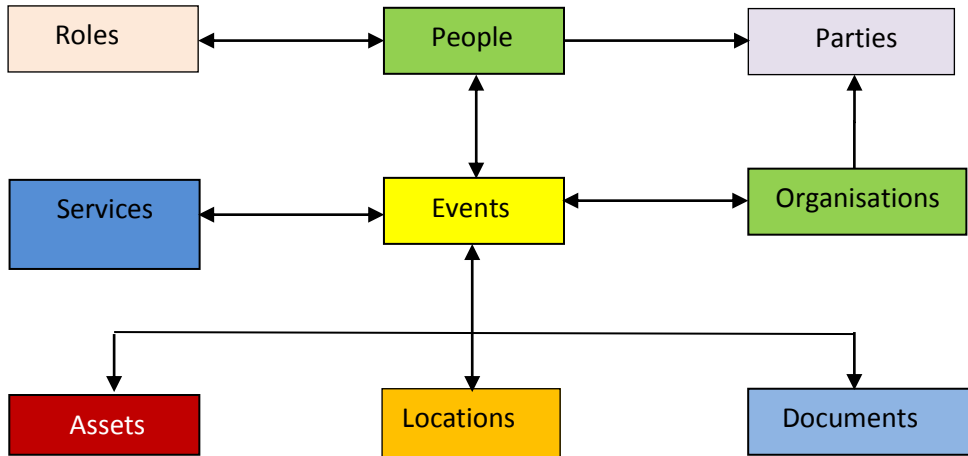 Roles
People
Parties
Services
Events
Organisations
Assets
Locations
Documents